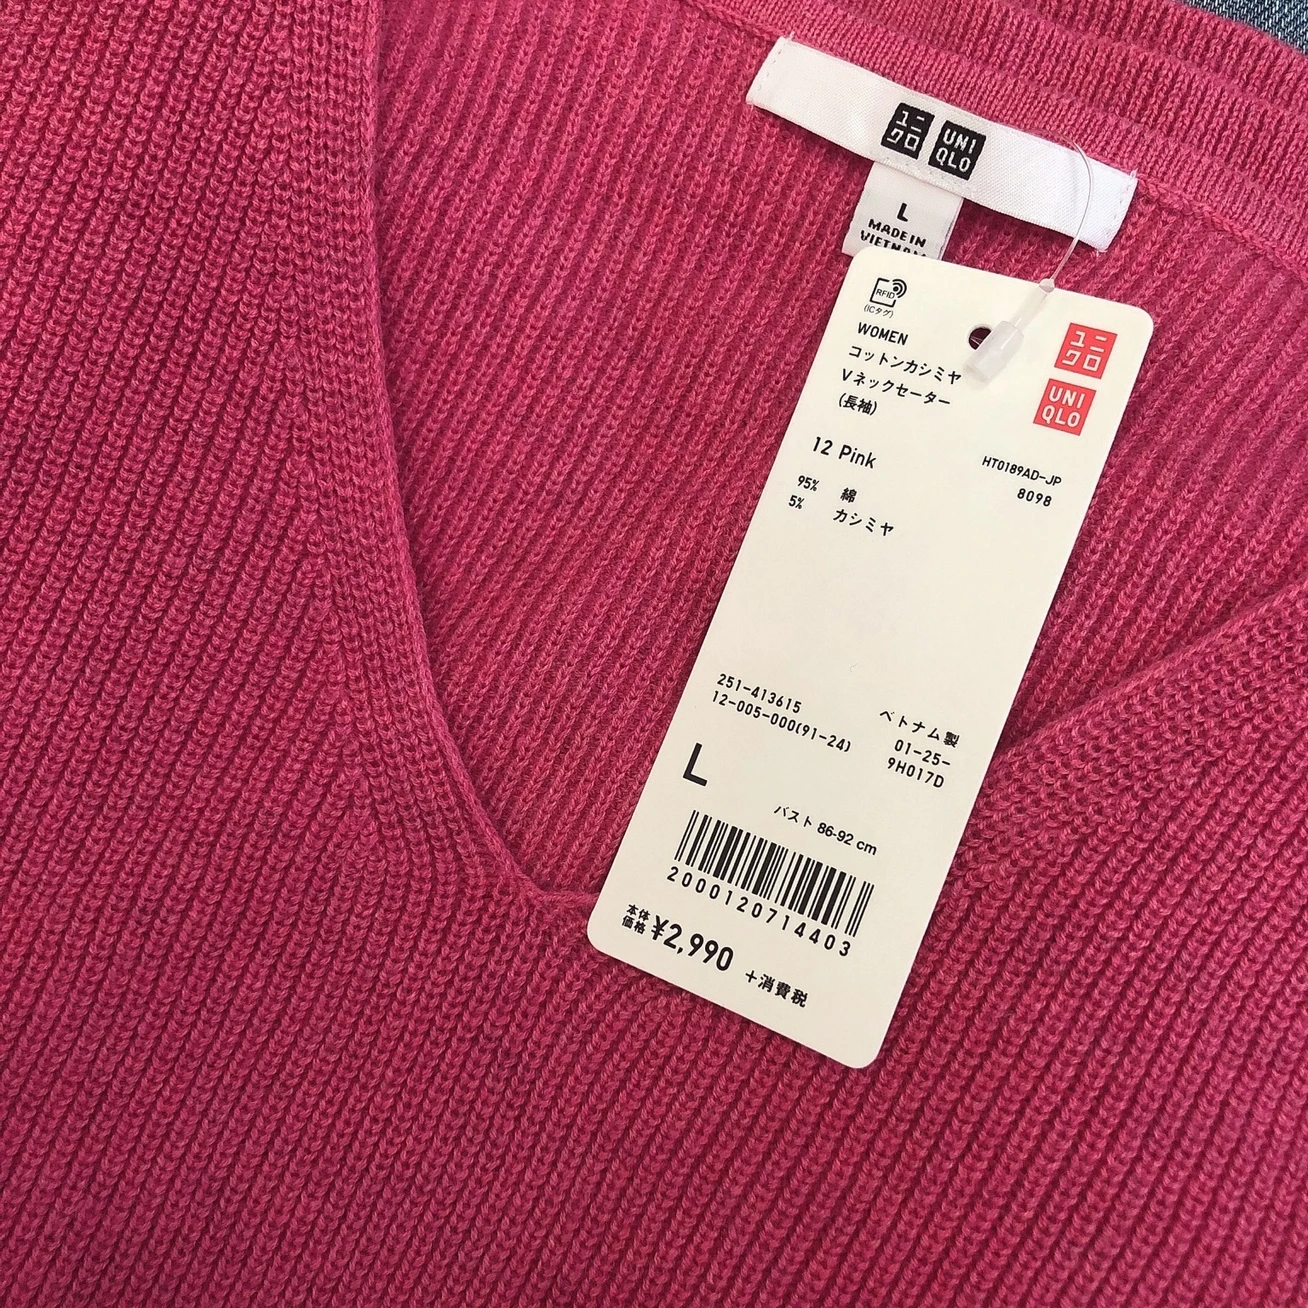 ユニ
クロ
UNI
QLO
L
MADE IN
VIETNAM
RFID
(ICタグ)
WOMEN
コットンカシミヤ
Vネックセーター
(長袖)
ユニ
クロ
UNI
QLO
12 Pink
HT0189AD-JP
8098
95% 綿
5% カシミヤ
251-413615
12-005-000(91-24)
ベトナム製
01-25-
9H017D
L
バスト 86-92 cm
2000120714403
本体
価格 ¥2,990 +消費税